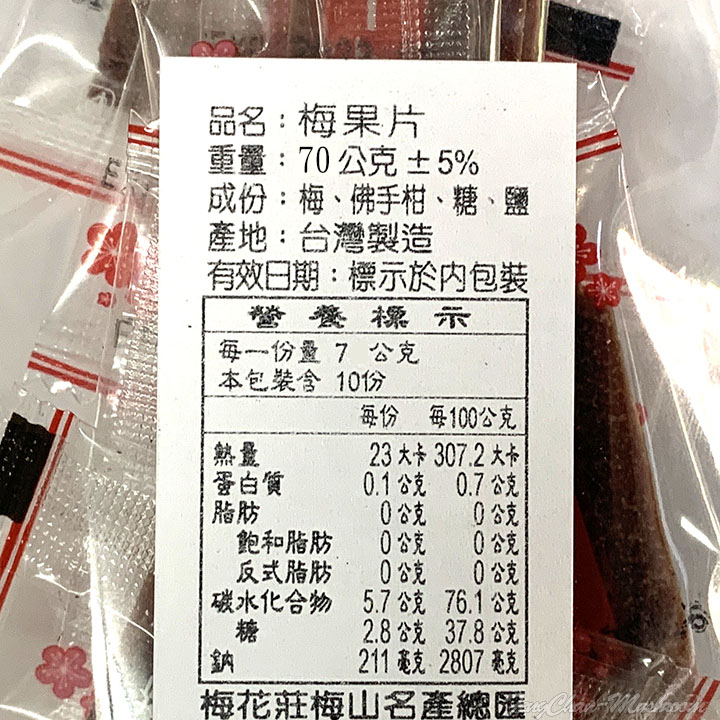 品名：梅果片
重量：70公克±5%
成份：梅、佛手柑、糖、鹽
產地：台灣製造
有效日期：標示於內包裝
營養標示
每一份量 7 公克
本包裝含 10份
每份 每100公克
熱量 23 大卡 307.2 大卡
蛋白質 0.1 公克 0.7 公克
脂肪 0 公克 0 公克
飽和脂肪 0 公克 0 公克
反式脂肪 0 公克 0 公克
碳水化合物 5.7 公克 76.1 公克
糖 2.8 公克 37.8 公克
鈉 211 毫克 2807 毫克
梅花莊梅山名產總匯